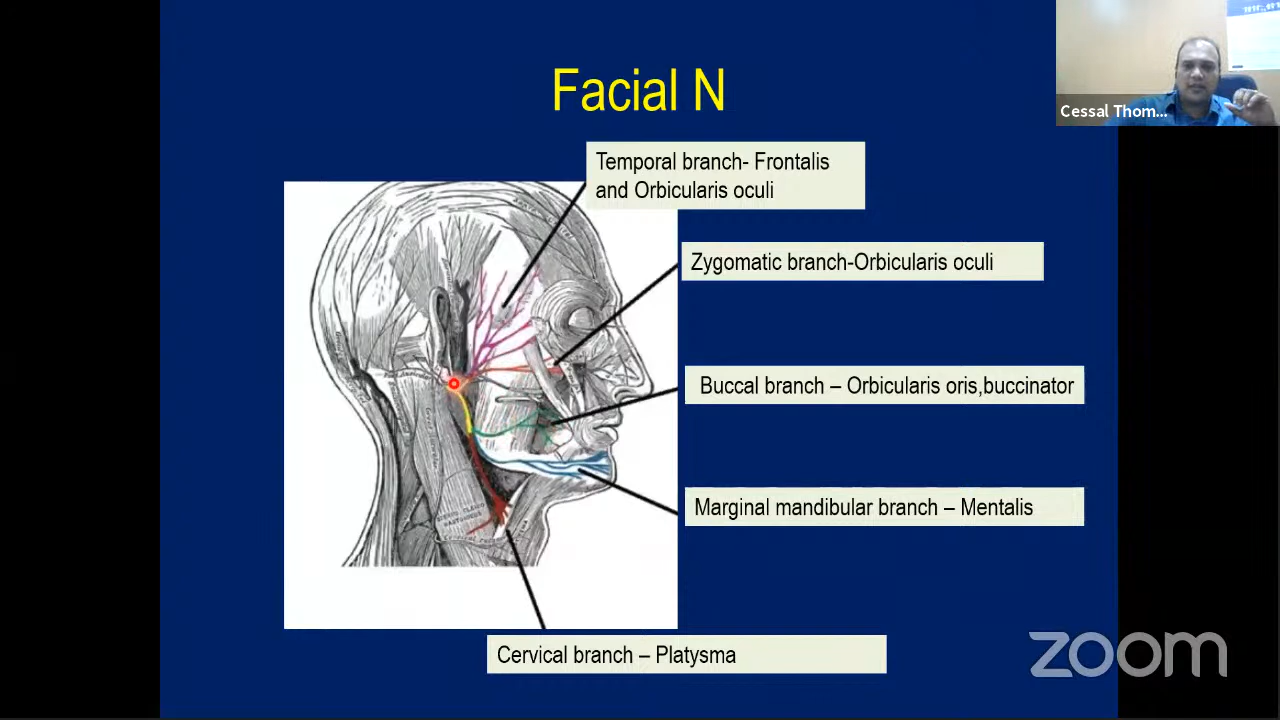 Facial N
Cessal Thom...
Temporal branch- Frontalis
and Orbicularis oculi
Zygomatic branch-Orbicularis oculi
Buccal branch – Orbicularis oris,buccinator
Marginal mandibular branch – Mentalis
Cervical branch – Platysma
zoom